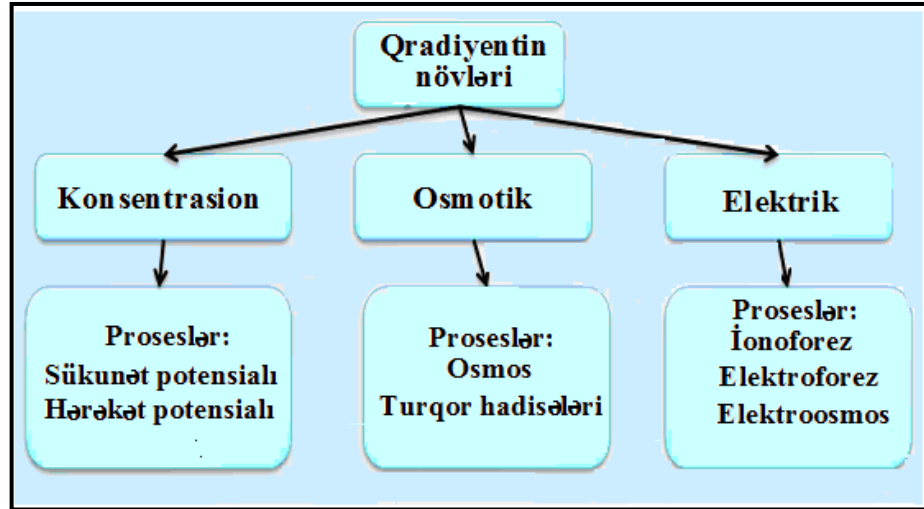 Qradiyentin
növləri
Konsentrasion
Osmotik
Elektrik
Proseslər:
Sükunət potensialı
Hərəkət potensialı
Proseslər:
Osmos
Turqor hadisələri
Proseslər:
İonoforez
Elektroforez
Elektroosmos